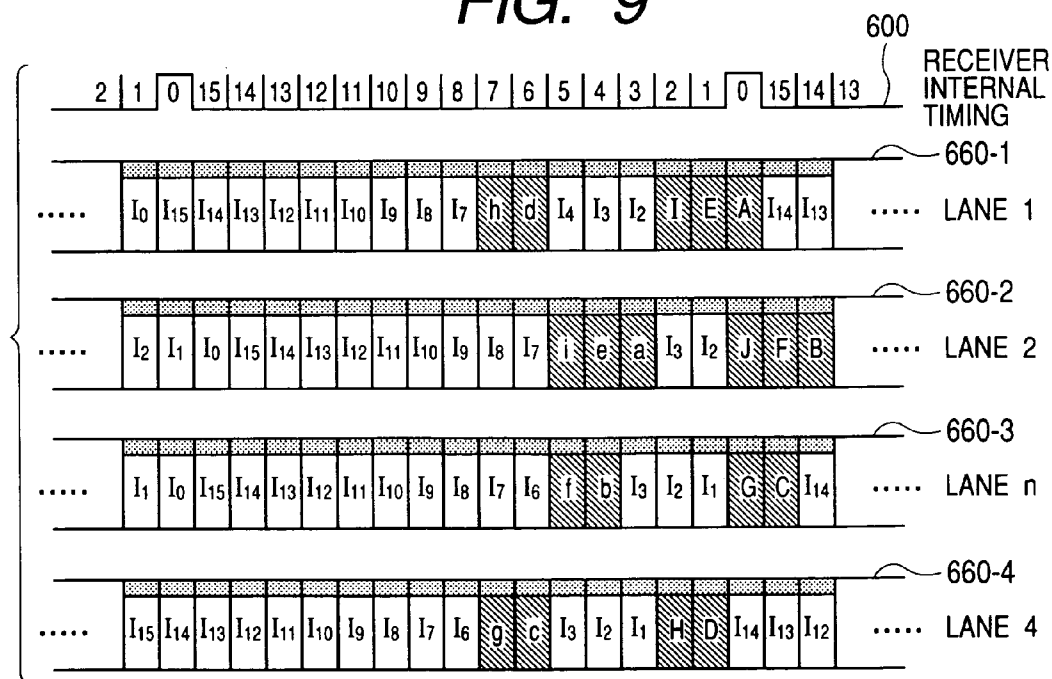 FIG. 9
600
2 1 0 15 14 13 12 11 10 9 8 7 6 5 4 3 2 1 0 15 14 13
RECEIVER
INTERNAL
TIMING
660-1
..... I0 I15 I14 I13 I12 I11 I10 I9 I8 I7 h d I4 I3 I2 I E A I14 I13 ..... LANE 1
660-2
..... I2 I1 I0 I15 I14 I13 I12 I11 I10 I9 I8 I7 i e a I3 I2 J F B ..... LANE 2
660-3
..... I1 I0 I15 I14 I13 I12 I11 I10 I9 I8 I7 I6 f b I3 I2 I1 G C I14 ..... LANE n
660-4
..... I15 I14 I13 I12 I11 I10 I9 I8 I7 I6 g c I3 I2 I1 H D I14 I13 I12 ..... LANE 4